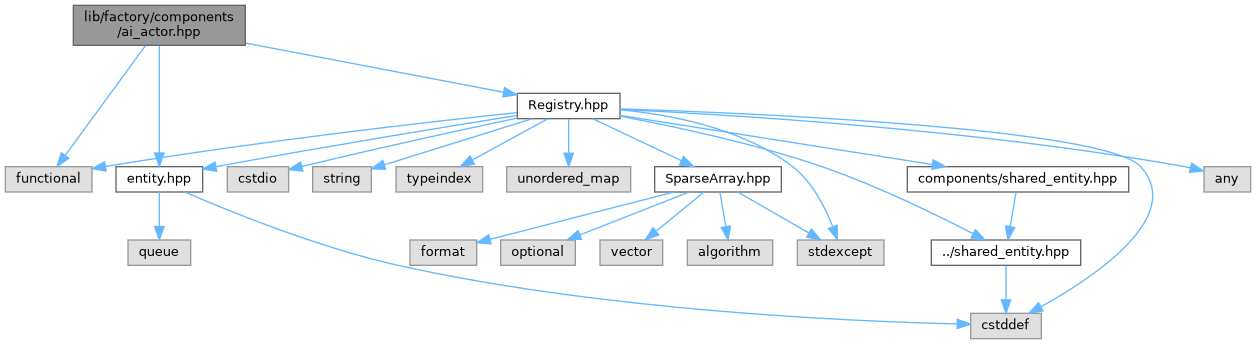 lib/factory/components
/ai_actor.hpp
Registry.hpp
functional
entity.hpp
cstdio
string
typeindex
unordered_map
SparseArray.hpp
components/shared_entity.hpp
any
queue
format
optional
vector
algorithm
stdexcept
../shared_entity.hpp
cstddef